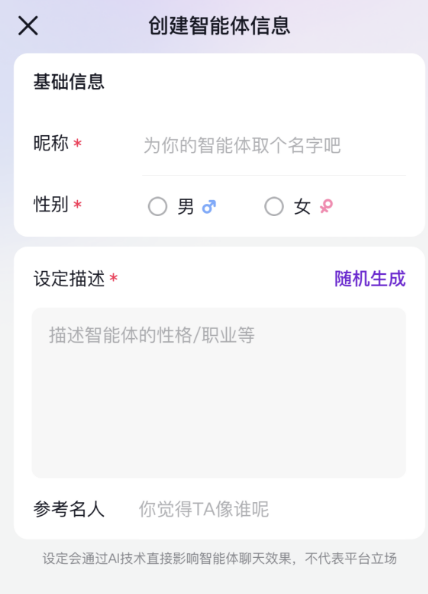 创建智能体信息
基础信息
昵称* 为你的智能体取个名字吧
性别* 男 女
设定描述* 随机生成
描述智能体的性格/职业等
参考名人 你觉得TA像谁呢
设定会通过AI技术直接影响智能体聊天效果，不代表平台立场